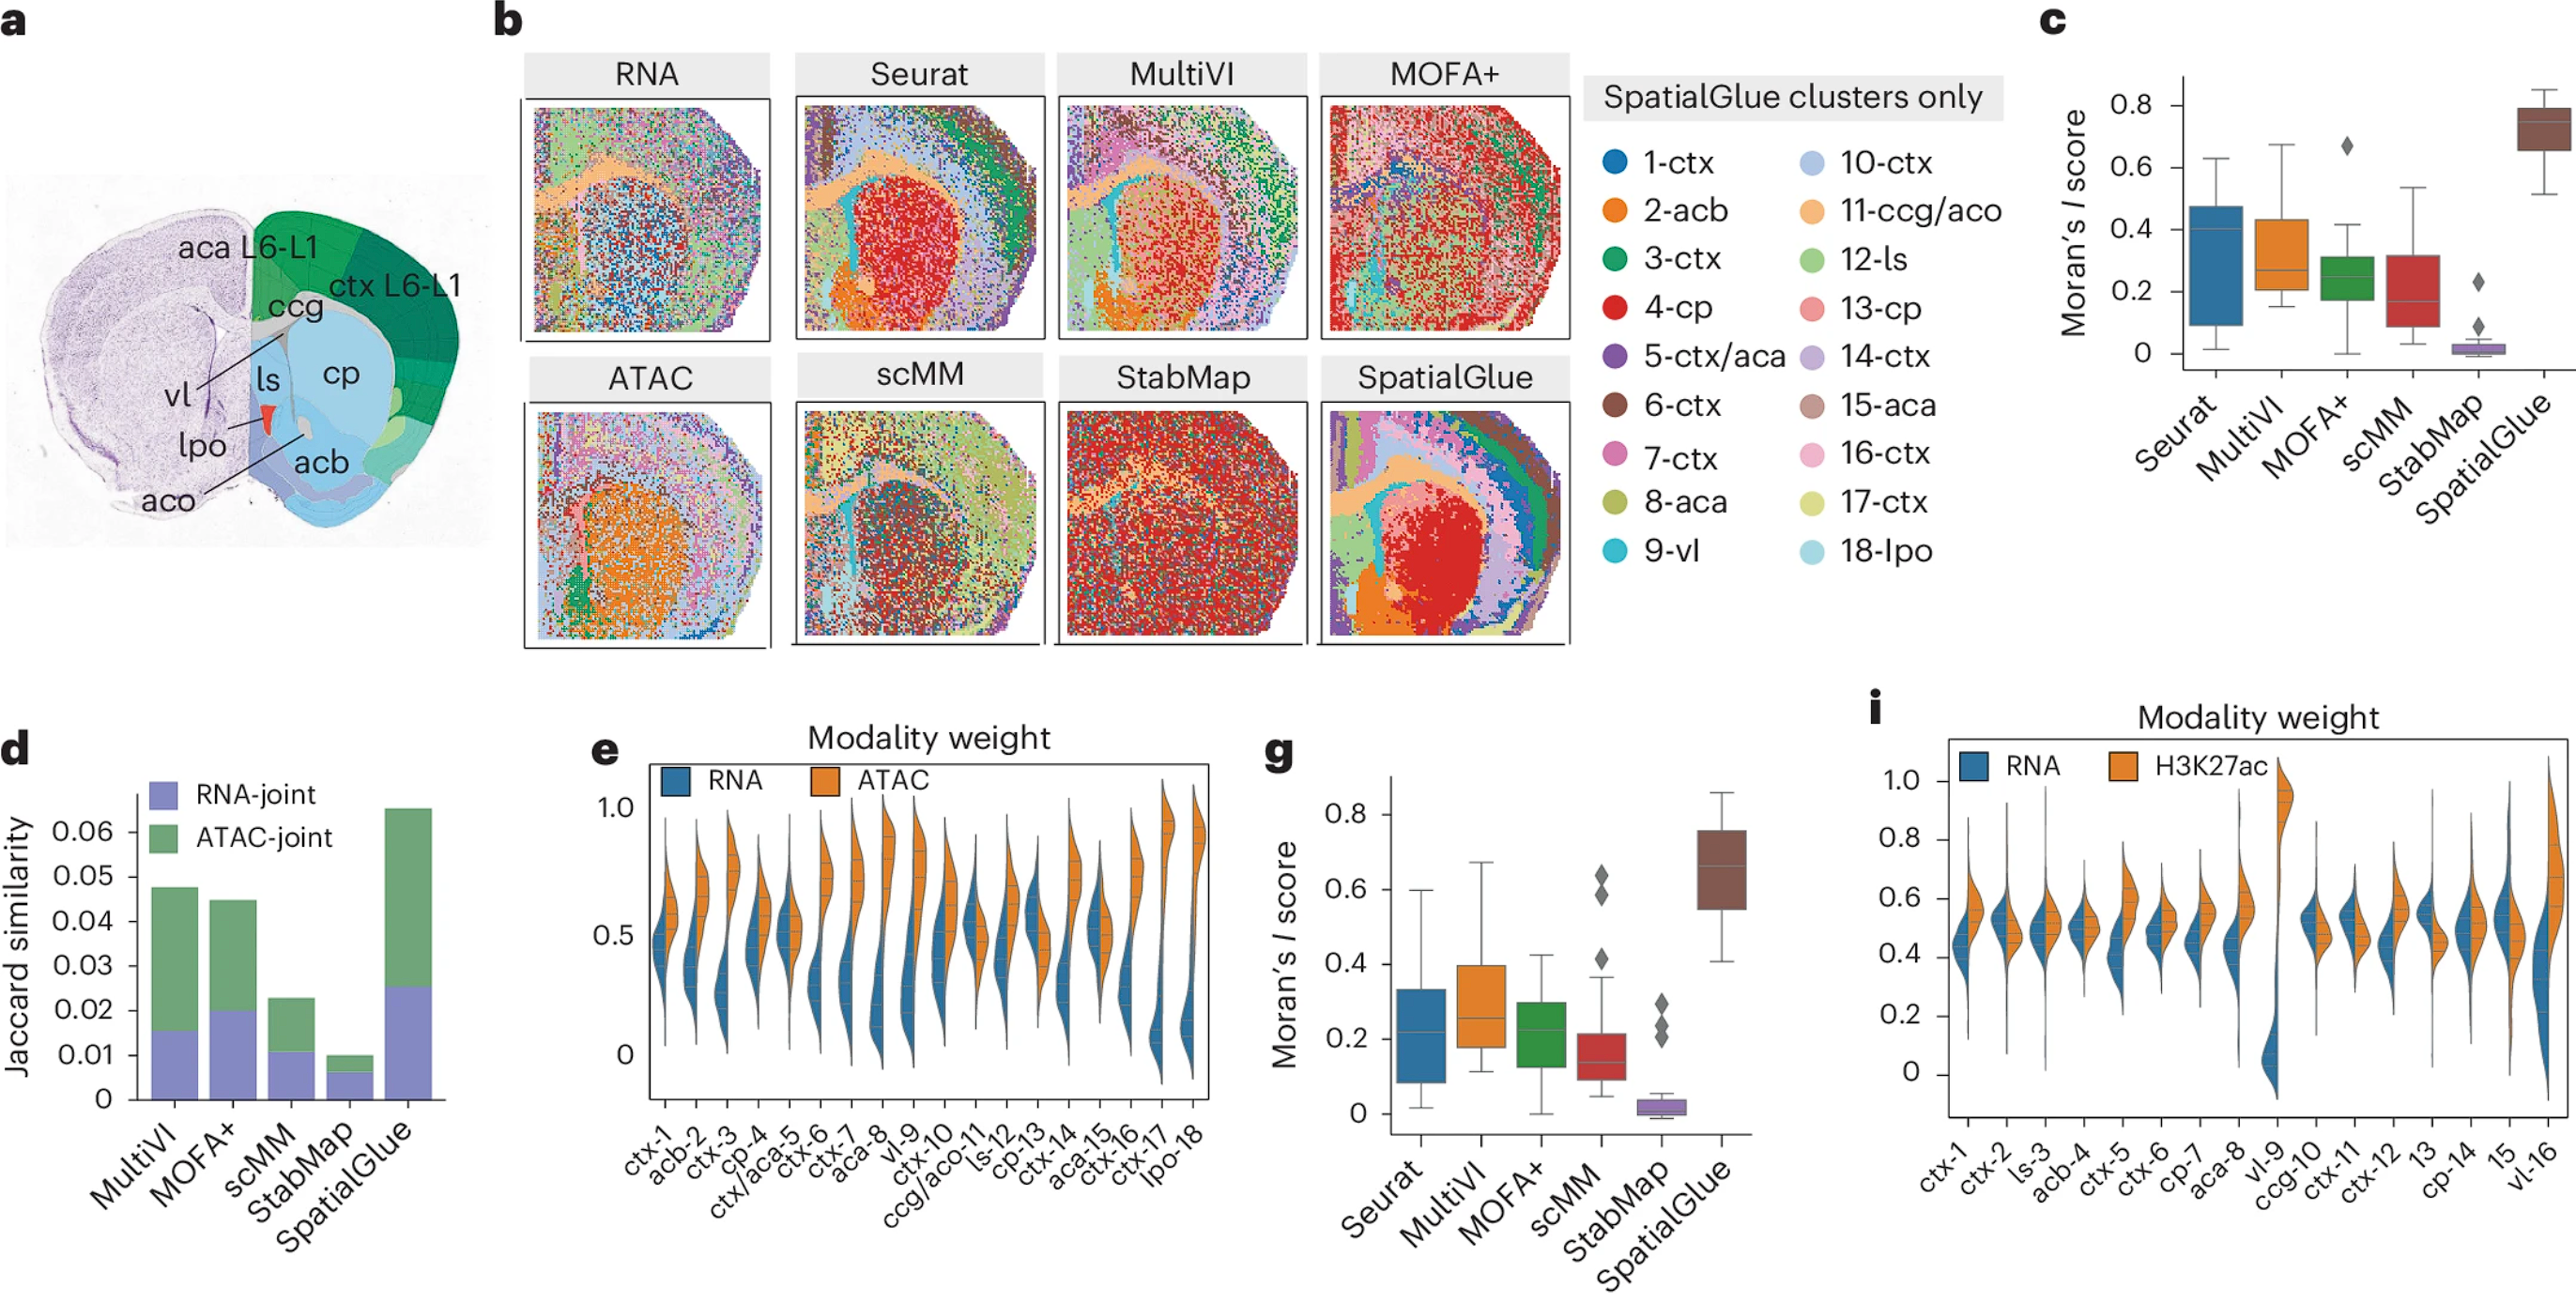 a
aca L6-L1
ctx L6-L1
ccg
vl
ls
cp
lpo
acb
aco
b
RNA
Seurat
MultiVI
MOFA+
ATAC
scMM
StabMap
SpatialGlue
SpatialGlue clusters only
1-ctx
2-acb
3-ctx
4-cp
5-ctx/aca
6-ctx
7-ctx
8-aca
9-vl
10-ctx
11-ccg/aco
12-ls
13-cp
14-ctx
15-aca
16-ctx
17-ctx
18-lpo
c
Moran's I score
0.8
0.6
0.4
0.2
0
Seurat
MultiVI
MOFA+
scMM
StabMap
SpatialGlue
d
RNA-joint
ATAC-joint
Jaccard similarity
0.06
0.05
0.04
0.03
0.02
0.01
0
MultiVI
MOFA+
scMM
StabMap
SpatialGlue
e
Modality weight
RNA
ATAC
1.0
0.5
0
ctx-1
acb-2
ctx-3
cp-4
ctx/aca-5
ctx-6
ctx-7
aca-8
vl-9
ctx-10
ccg/aco-11
ls-12
cp-13
ctx-14
aca-15
ctx-16
ctx-17
lpo-18
g
Moran's I score
0.8
0.6
0.4
0.2
0
Seurat
MultiVI
MOFA+
scMM
StabMap
SpatialGlue
i
Modality weight
RNA
H3K27ac
1.0
0.8
0.6
0.4
0.2
0
ctx-1
ctx-2
ls-3
acb-4
ctx-5
ctx-6
cp-7
aca-8
vl-9
ccg-10
ctx-11
ctx-12
13
cp-14
15
vl-16